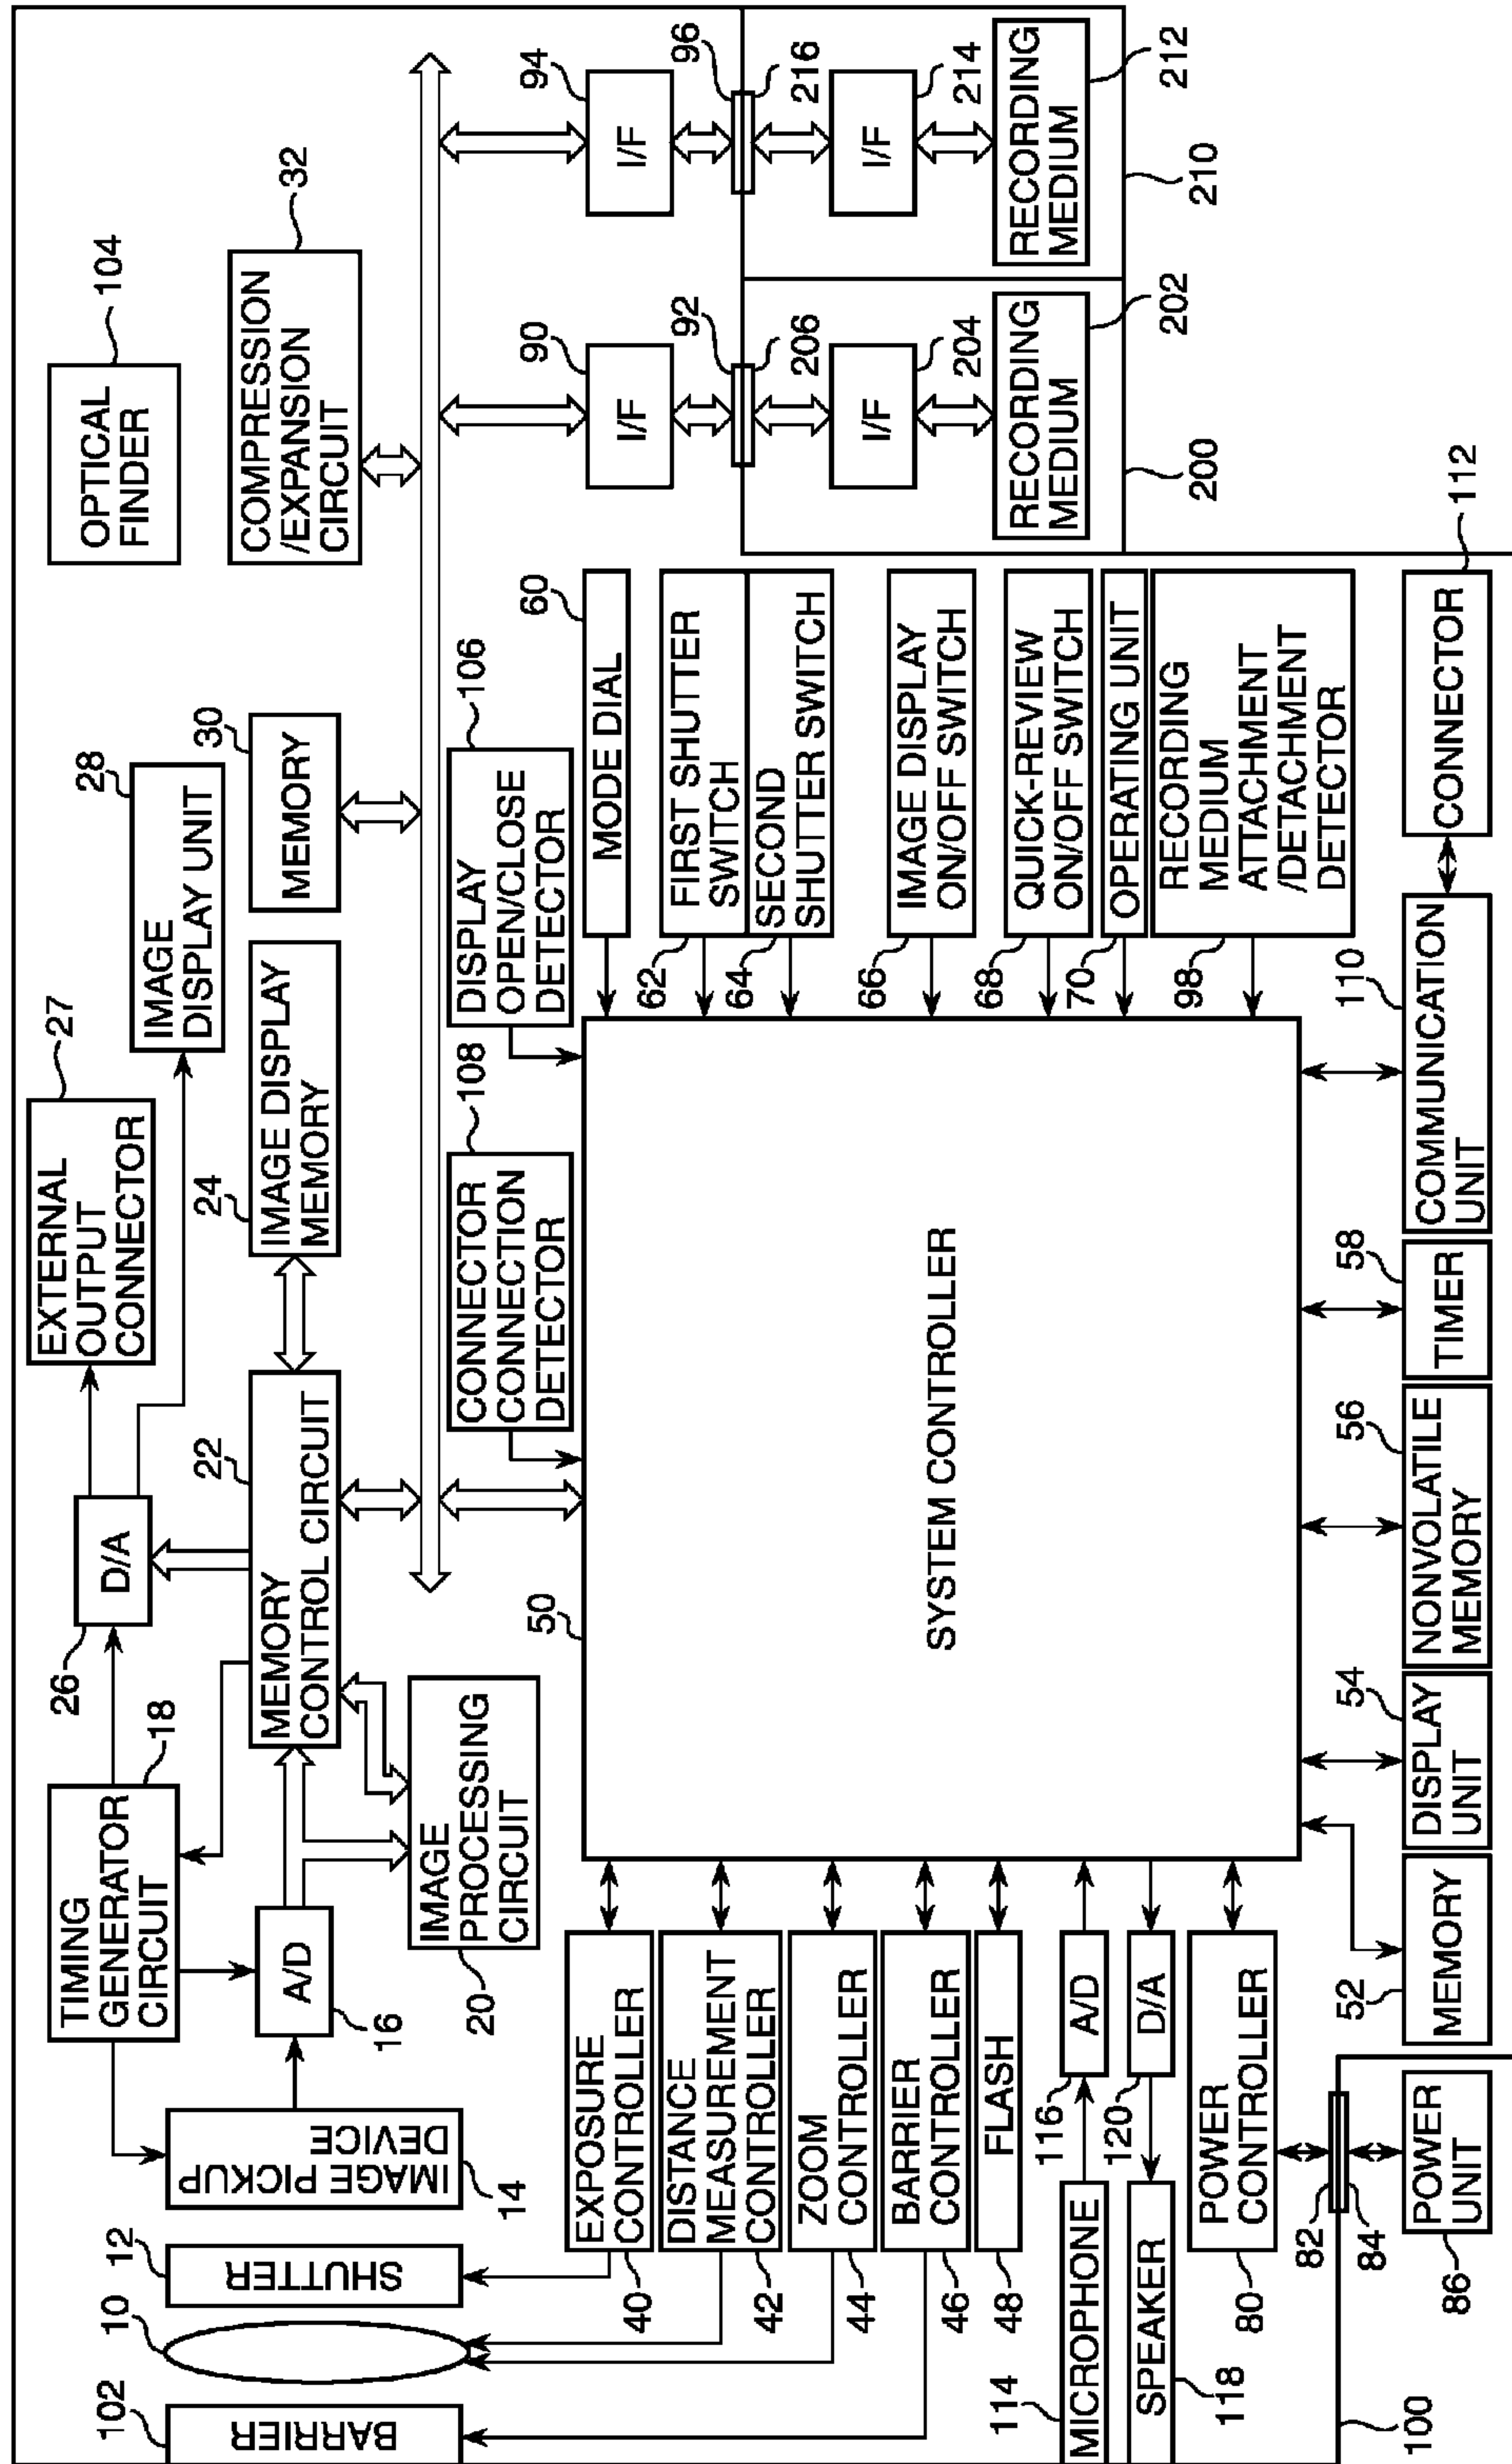 102
BARRIER
10
12
SHUTTER
IMAGE PICKUP
DEVICE
14
TIMING
GENERATOR
CIRCUIT
18
A/D
16
26
D/A
EXTERNAL
OUTPUT
CONNECTOR
27
IMAGE
DISPLAY UNIT
28
OPTICAL
FINDER
104
MEMORY
CONTROL CIRCUIT
22
24
IMAGE DISPLAY
MEMORY
MEMORY
30
COMPRESSION
/EXPANSION
CIRCUIT
32
IMAGE
PROCESSING
CIRCUIT
20
CONNECTOR
CONNECTION
DETECTOR
108
DISPLAY
OPEN/CLOSE
DETECTOR
106
EXPOSURE
CONTROLLER
40
DISTANCE
MEASUREMENT
CONTROLLER
42
ZOOM
CONTROLLER
44
BARRIER
CONTROLLER
46
FLASH
48
MICROPHONE
114
A/D
116
SPEAKER
118
D/A
120
POWER
CONTROLLER
80
82
84
POWER
UNIT
86
100
50
SYSTEM CONTROLLER
MODE DIAL
60
FIRST SHUTTER
SWITCH
62
SECOND
SHUTTER SWITCH
64
IMAGE DISPLAY
ON/OFF SWITCH
66
QUICK-REVIEW
ON/OFF SWITCH
68
OPERATING UNIT
70
RECORDING
MEDIUM
ATTACHMENT
/DETACHMENT
DETECTOR
98
MEMORY
52
DISPLAY
UNIT
54
NONVOLATILE
MEMORY
56
TIMER
58
COMMUNICATION
UNIT
110
CONNECTOR
112
I/F
90
92
206
I/F
204
RECORDING
MEDIUM
202
200
I/F
94
96
216
I/F
214
RECORDING
MEDIUM
212
210